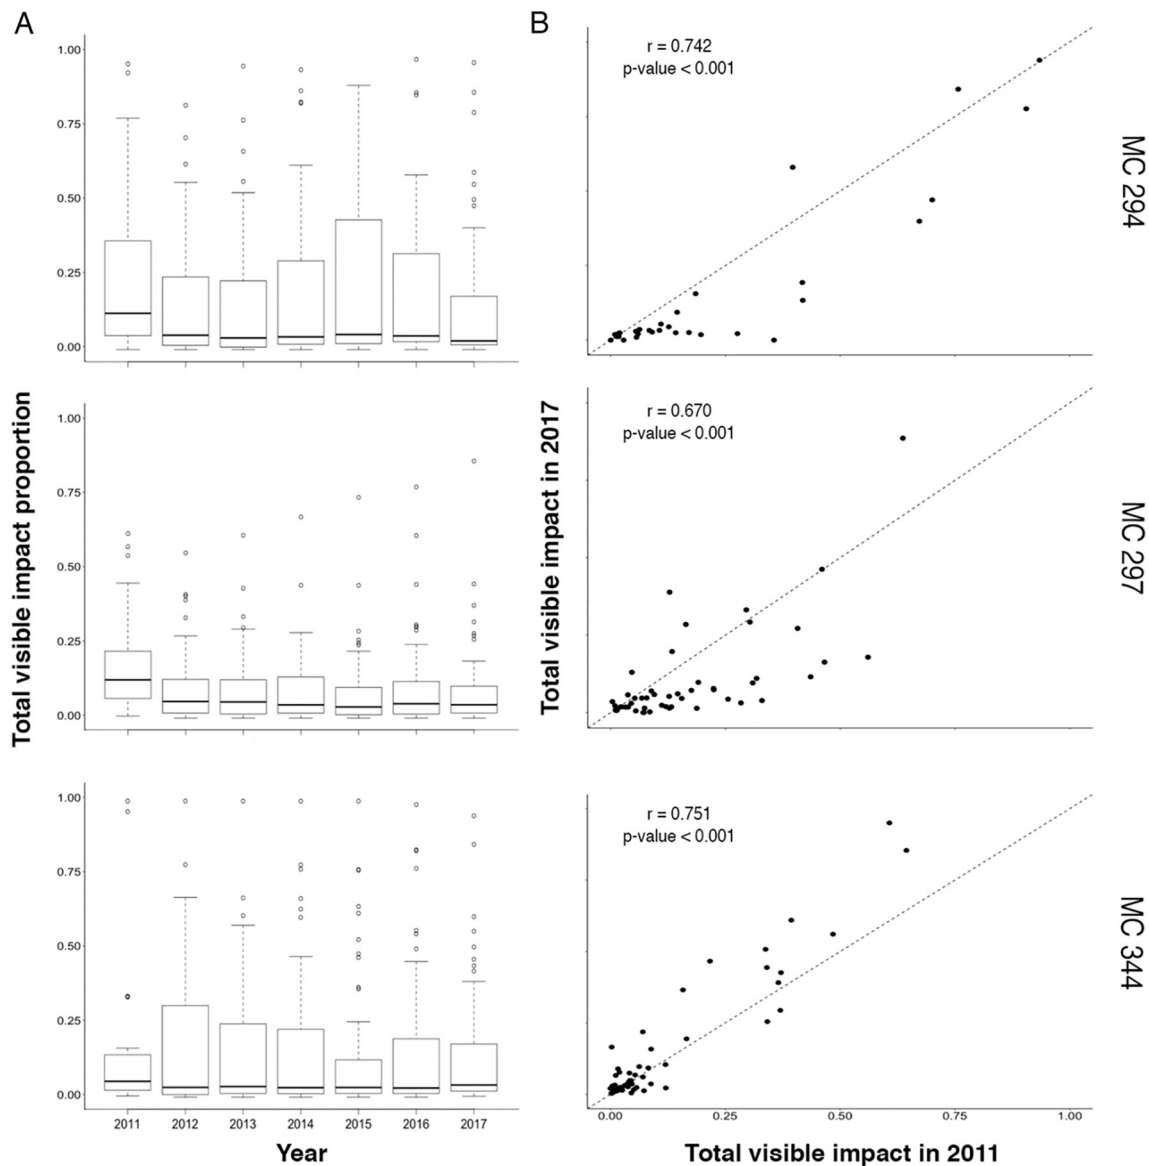 A
B
1.00
0.75
0.50
0.25
0.00
r = 0.742
p-value < 0.001
MC 294
1.00
0.75
0.50
0.25
0.00
r = 0.670
p-value < 0.001
MC 297
Total visible impact proportion
Total visible impact in 2017
1.00
0.75
0.50
0.25
0.00
r = 0.751
p-value < 0.001
MC 344
2011 2012 2013 2014 2015 2016 2017
0.00 0.25 0.50 0.75 1.00
Year
Total visible impact in 2011